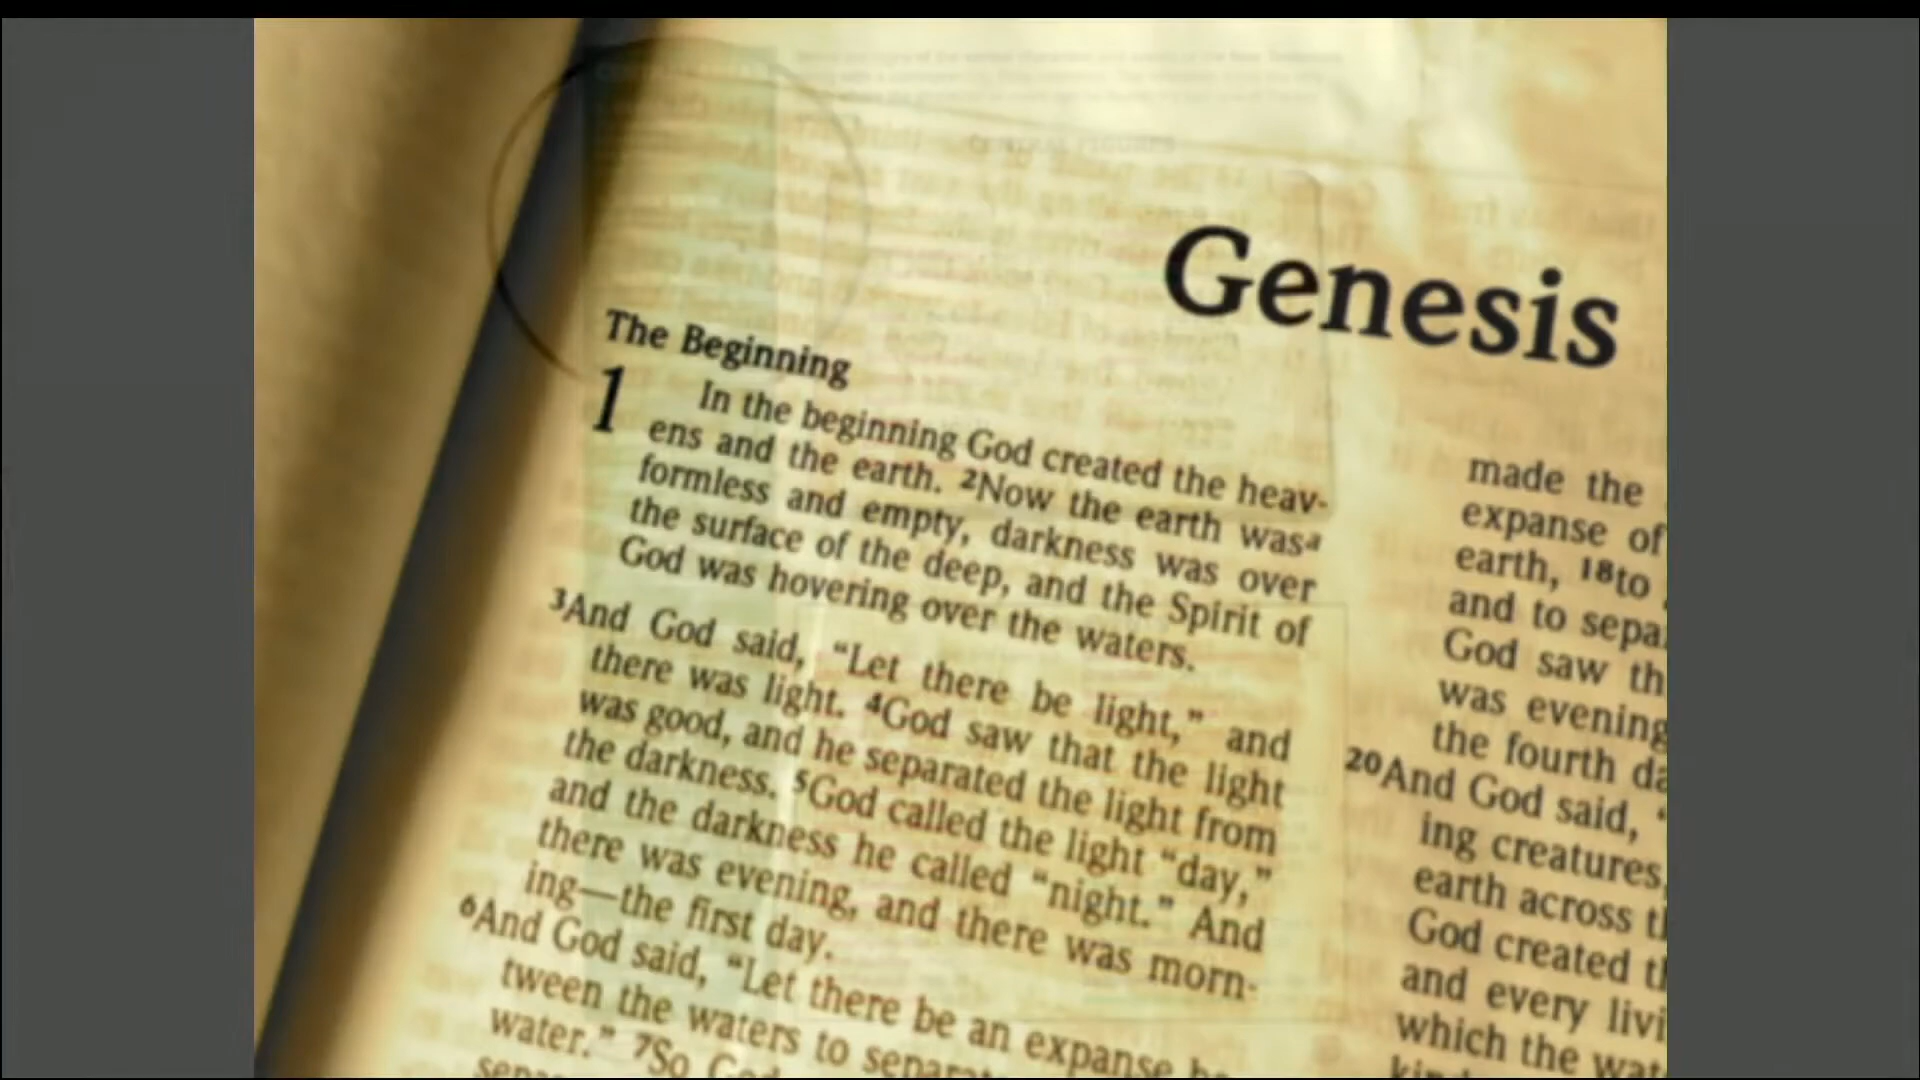 Genesis
The Beginning
1 In the beginning God created the heav-
ens and the earth. 2Now the earth wasa
formless and empty, darkness was over
the surface of the deep, and the Spirit of
God was hovering over the waters.
3And God said, “Let there be light,” and
there was light. 4God saw that the light
was good, and he separated the light from
the darkness. 5God called the light “day,”
and the darkness he called “night.” And
there was evening, and there was morn-
ing—the first day.
6And God said, “Let there be an expanse
tween the waters to
water.” 7So God
made the
expanse of
earth, 18to
and to
God saw
was evening
the fourth
20And God said,
ing creatures,
earth across
God created
and every
which the